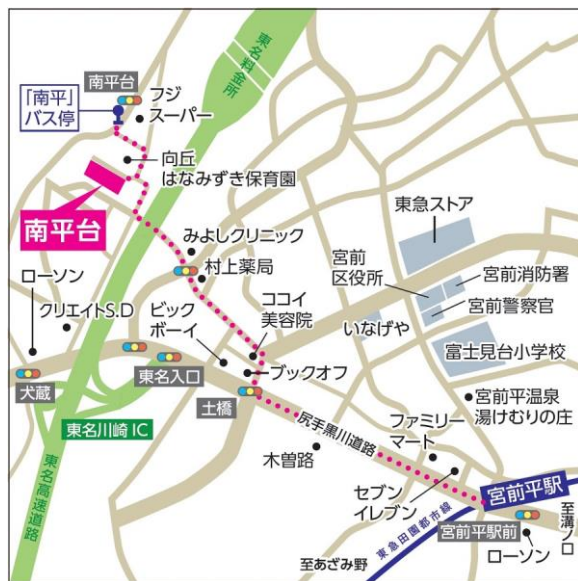 南平台
「南平」
バス停
フジ
スーパー
東名料金所
向丘
はなみずき保育園
南平台
みよしクリニック
村上薬局
東急ストア
宮前
区役所
宮前消防署
宮前警察官
いなげや
富士見台小学校
ローソン
クリエイトS.D
ビック
ボーイ
ココイ
美容院
ブックオフ
犬蔵
東名入口
土橋
東名川崎 IC
東名高速道路
木曽路
尻手黒川道路
ファミリー
マート
宮前平温泉
湯けむりの庄
セブン
イレブン
宮前平駅
宮前平駅前
ローソン
至溝ノ口
東急田園都市線
至あざみ野